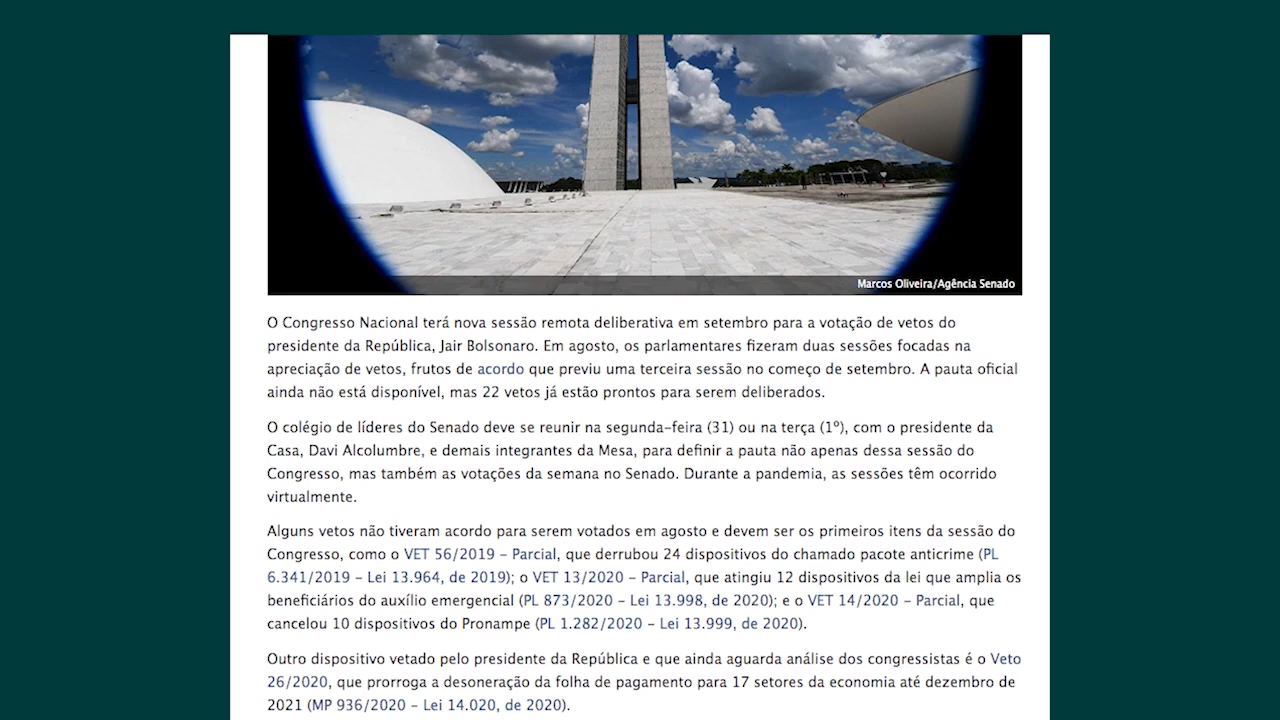 Marcos Oliveira/Agência Senado
O Congresso Nacional terá nova sessão remota deliberativa em setembro para a votação de vetos do
presidente da República, Jair Bolsonaro. Em agosto, os parlamentares fizeram duas sessões focadas na
apreciação de vetos, frutos de acordo que previu uma terceira sessão no começo de setembro. A pauta oficial
ainda não está disponível, mas 22 vetos já estão prontos para serem deliberados.
O colégio de líderes do Senado deve se reunir na segunda-feira (31) ou na terça (1º), com o presidente da
Casa, Davi Alcolumbre, e demais integrantes da Mesa, para definir a pauta não apenas dessa sessão do
Congresso, mas também as votações da semana no Senado. Durante a pandemia, as sessões têm ocorrido
virtualmente.
Alguns vetos não tiveram acordo para serem votados em agosto e devem ser os primeiros itens da sessão do
Congresso, como o VET 56/2019 - Parcial, que derrubou 24 dispositivos do chamado pacote anticrime (PL
6.341/2019 - Lei 13.964, de 2019); o VET 13/2020 - Parcial, que atingiu 12 dispositivos da lei que amplia os
beneficiários do auxílio emergencial (PL 873/2020 - Lei 13.998, de 2020); e o VET 14/2020 - Parcial, que
cancelou 10 dispositivos do Pronampe (PL 1.282/2020 - Lei 13.999, de 2020).
Outro dispositivo vetado pelo presidente da República e que ainda aguarda análise dos congressistas é o Veto
26/2020, que prorroga a desoneração da folha de pagamento para 17 setores da economia até dezembro de
2021 (MP 936/2020 - Lei 14.020, de 2020).